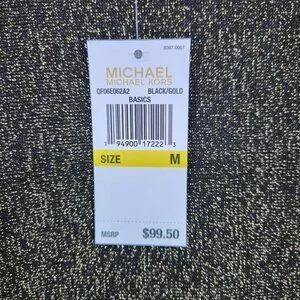 MICHAEL
MICHAEL KORS
QF06E062A2 BLACK/GOLD
BASICS
1 94900 17222 3
SIZE M
MSRP $99.50